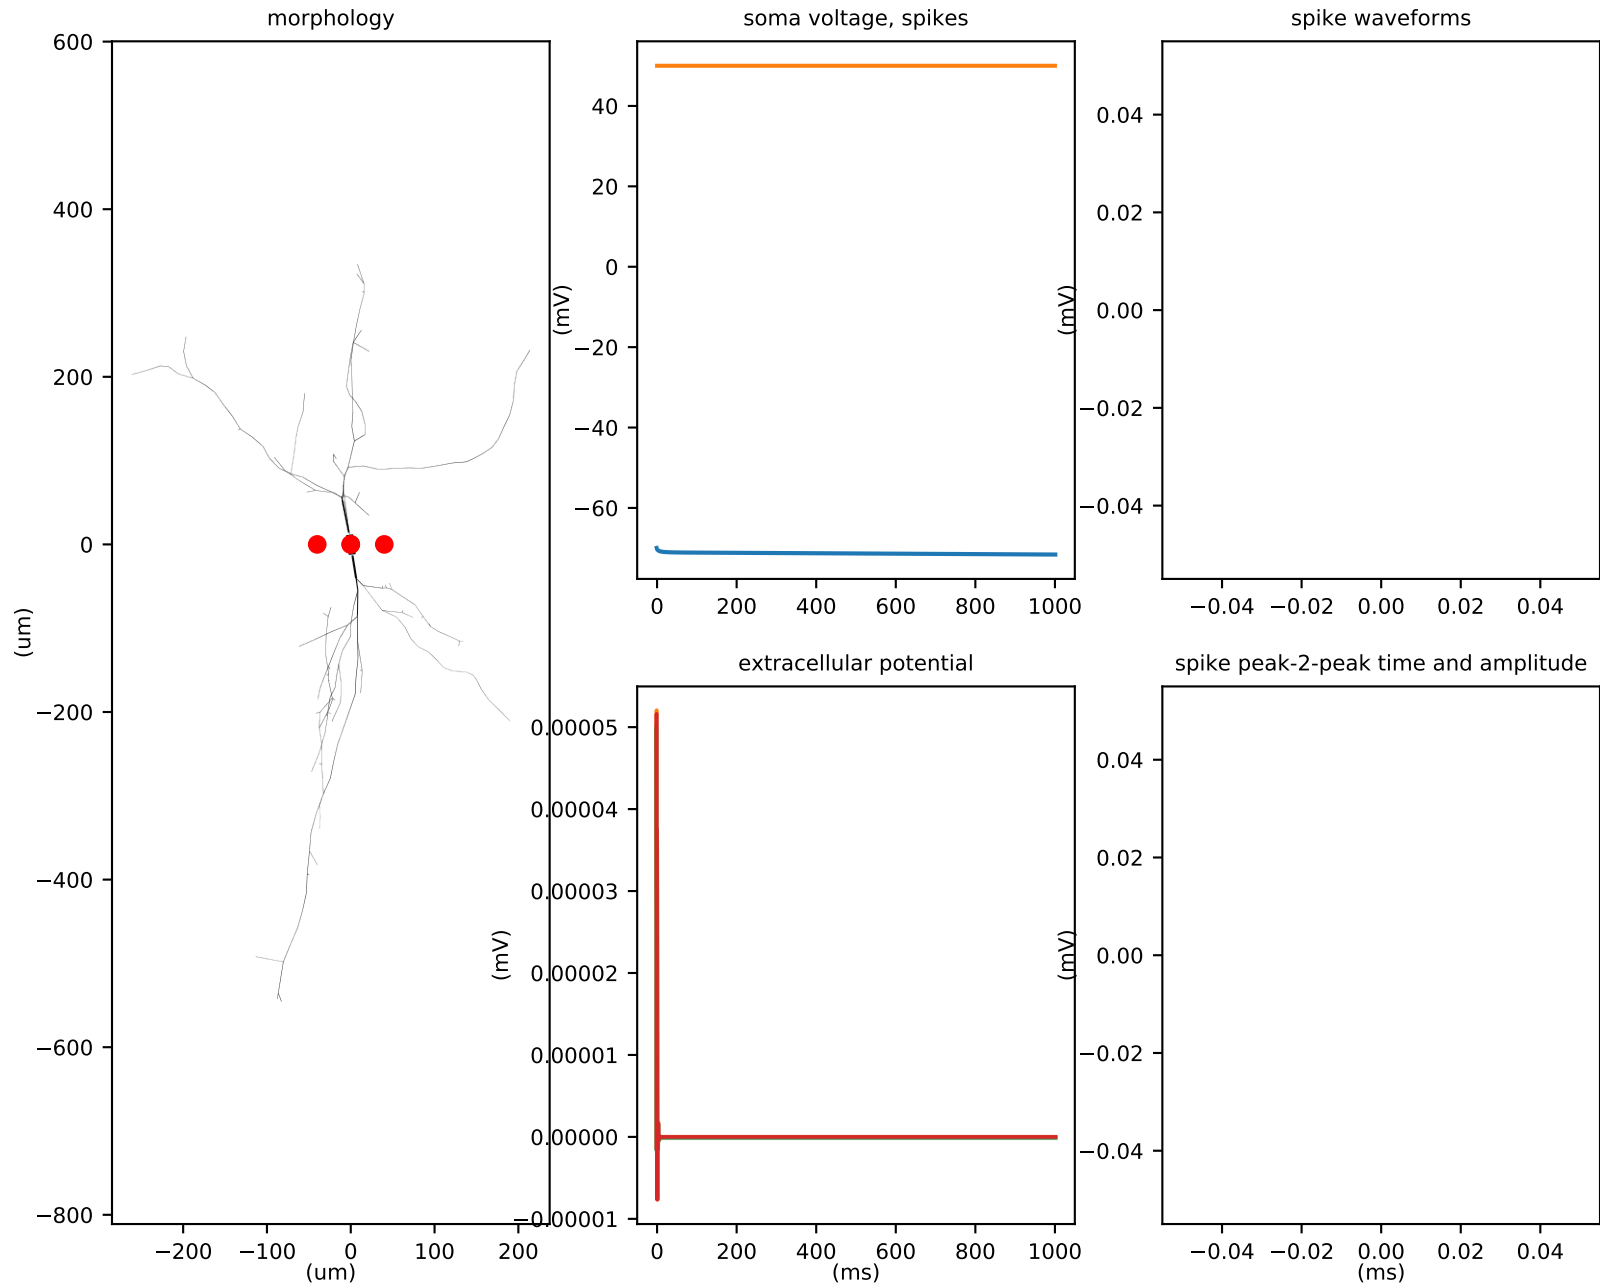 morphology
600
400
200
0
−200
−400
−600
−800
(um)
−200 −100 0 100 200
(um)
soma voltage, spikes
40
20
0
−20
−40
−60
(mV)
0 200 400 600 800 1000
spike waveforms
0.04
0.02
0.00
−0.02
−0.04
(mV)
−0.04 −0.02 0.00 0.02 0.04
extracellular potential
0.00005
0.00004
0.00003
0.00002
0.00001
0.00000
−0.00001
(mV)
0 200 400 600 800 1000
(ms)
spike peak-2-peak time and amplitude
0.04
0.02
0.00
−0.02
−0.04
(mV)
−0.04 −0.02 0.00 0.02 0.04
(ms)